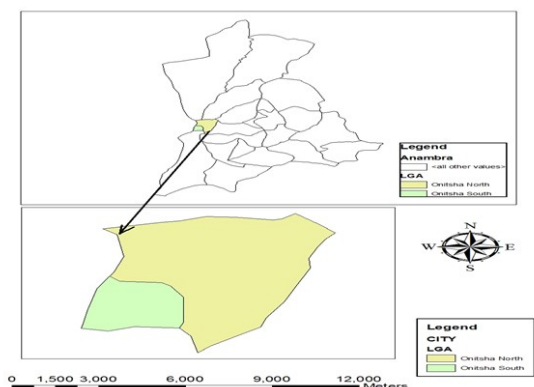 Legend
Anambra
<all other values>
LGA
Onitsha North
Onitsha South
N
W E
S
Legend
CITY
LGA
Onitsha North
Onitsha South
0 1,500 3,000 6,000 9,000 12,000
Meters